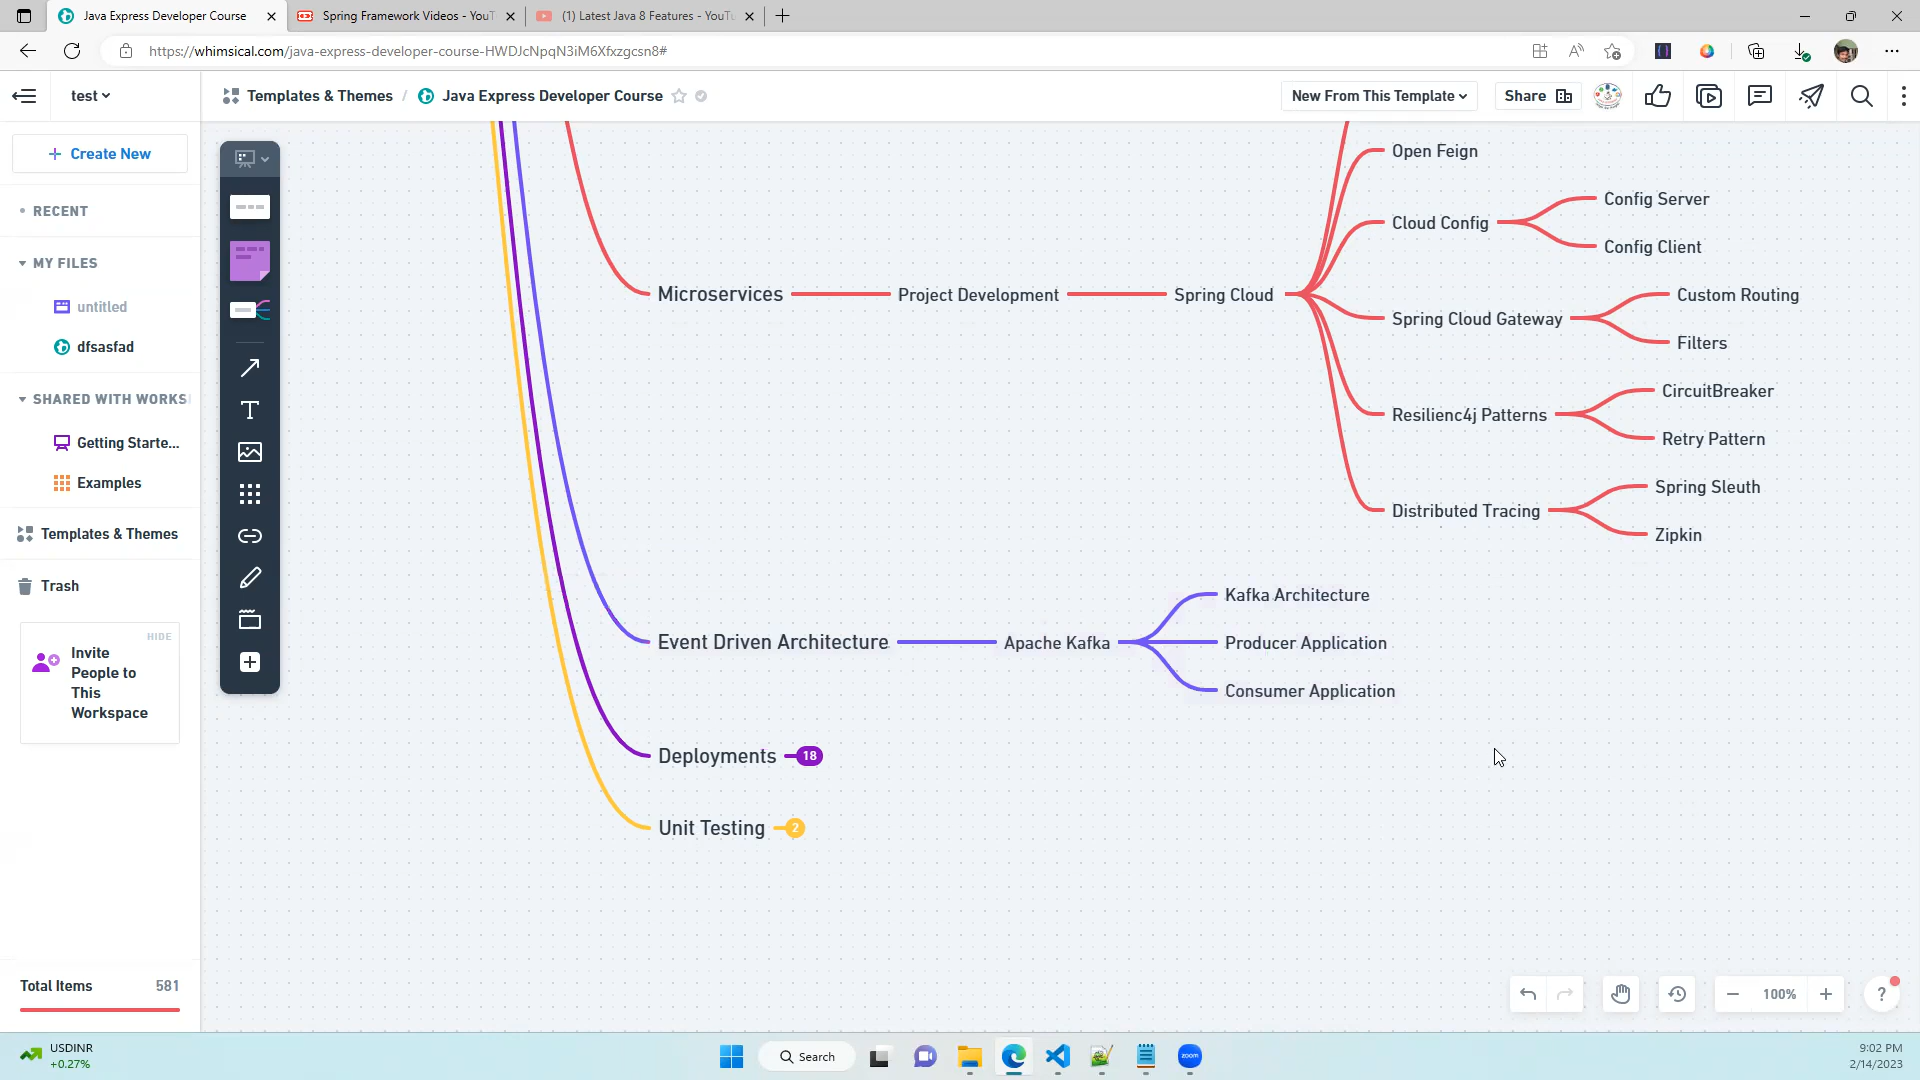 Java Express Developer Course
Spring Framework Videos - YouT
(1) Latest Java 8 Features - YouTu
https://whimsical.com/java-express-developer-course-HWDJcNpqN3iM6Xfxzgcsn8#
test
Templates & Themes / Java Express Developer Course
New From This Template
Share
Create New
RECENT
MY FILES
untitled
dfsasfad
SHARED WITH WORKS
Getting Starte...
Examples
Templates & Themes
Trash
HIDE
Invite
People to
This
Workspace
Total Items 581
Open Feign
Config Server
Cloud Config
Config Client
Microservices
Project Development
Spring Cloud
Custom Routing
Spring Cloud Gateway
Filters
CircuitBreaker
Resilienc4j Patterns
Retry Pattern
Spring Sleuth
Distributed Tracing
Zipkin
Kafka Architecture
Event Driven Architecture
Apache Kafka
Producer Application
Consumer Application
Deployments 18
Unit Testing 2
100%
?
USDINR
+0.27%
Search
zoom
9:02 PM
2/14/2023